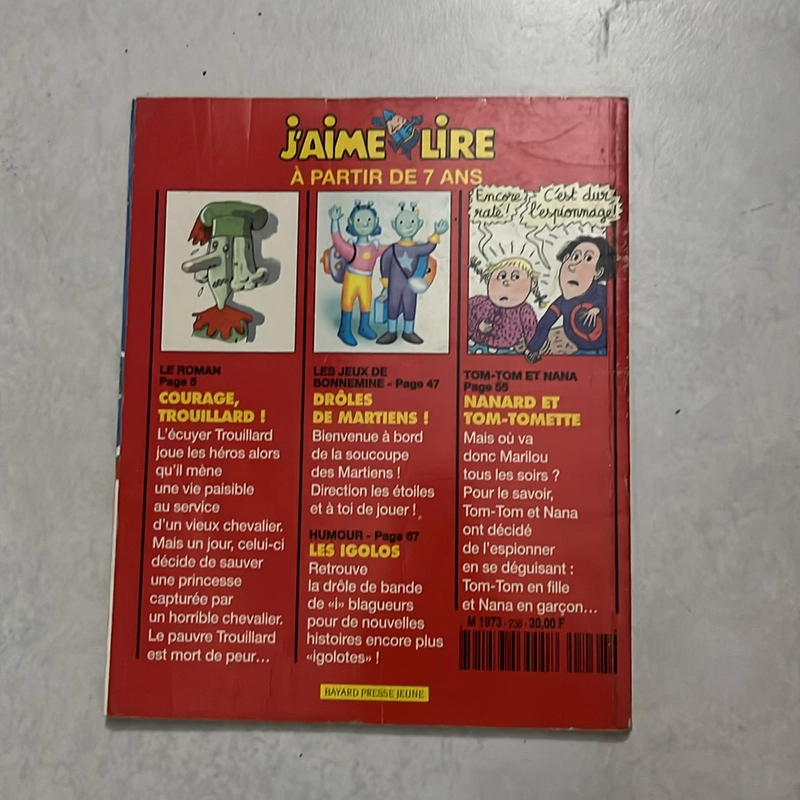 J'AIME LIRE
À PARTIR DE 7 ANS
Encore raté !
C'est dur l'espionnage !
LE ROMAN
Page 5
COURAGE,
TROUILLARD !
L'écuyer Trouillard
joue les héros alors
qu'il mène
une vie paisible
au service
d'un vieux chevalier.
Mais un jour, celui-ci
décide de sauver
une princesse
capturée par
un horrible chevalier.
Le pauvre Trouillard
est mort de peur...
LES JEUX DE
BONNEMINE - Page 47
DRÔLES
DE MARTIENS !
Bienvenue à bord
de la soucoupe
des Martiens !
Direction les étoiles
et à toi de jouer !
HUMOUR - Page 67
LES IGOLOS
Retrouve
la drôle de bande
de «i» blagueurs
pour de nouvelles
histoires encore plus
«igolotes» !
TOM-TOM ET NANA
Page 55
NANARD ET
TOM-TOMETTE
Mais où va
donc Marilou
tous les soirs ?
Pour le savoir,
Tom-Tom et Nana
ont décidé
de l'espionner
en se déguisant :
Tom-Tom en fille
et Nana en garçon...
M 1973 - 238 - 30,00 F
BAYARD PRESSE JEUNE